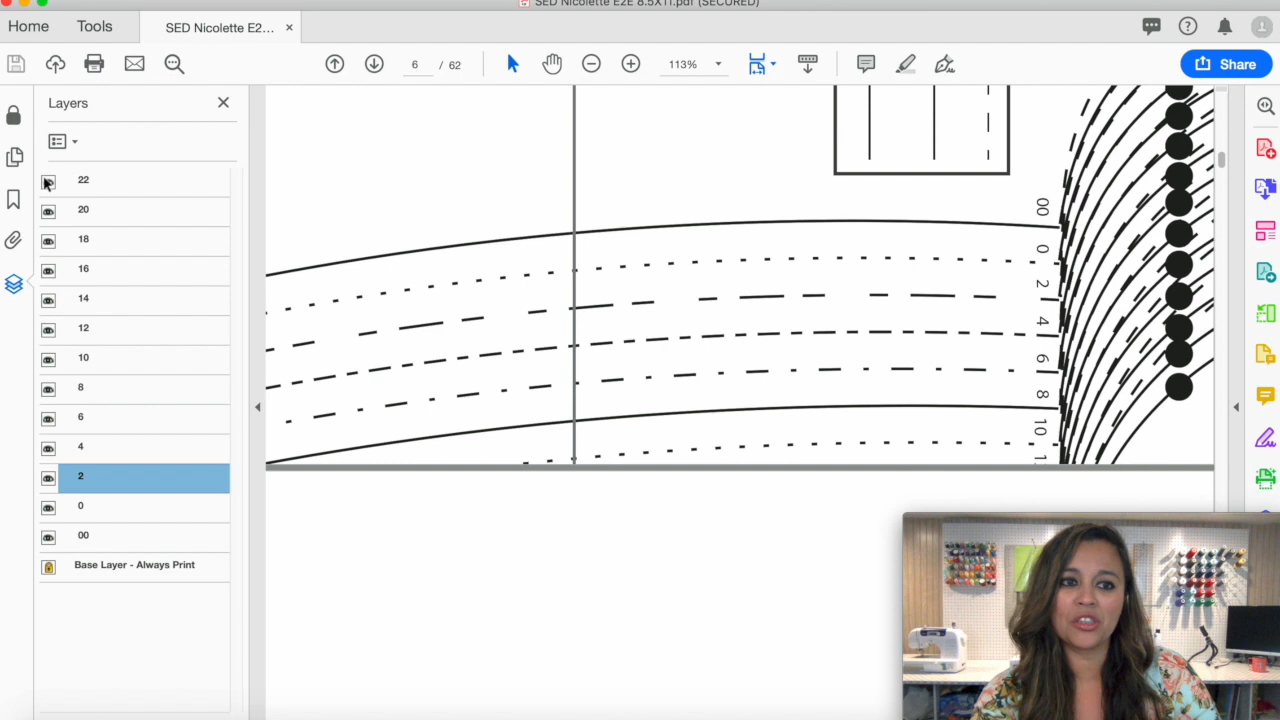 SED Nicolette E2E 8.5X11.pdf (SECURED)
Home
Tools
SED Nicolette E2...
6 / 62
113%
Share
Layers
22
20
18
16
14
12
10
8
6
4
2
0
00
Base Layer - Always Print
00
0
2
4
6
8
10